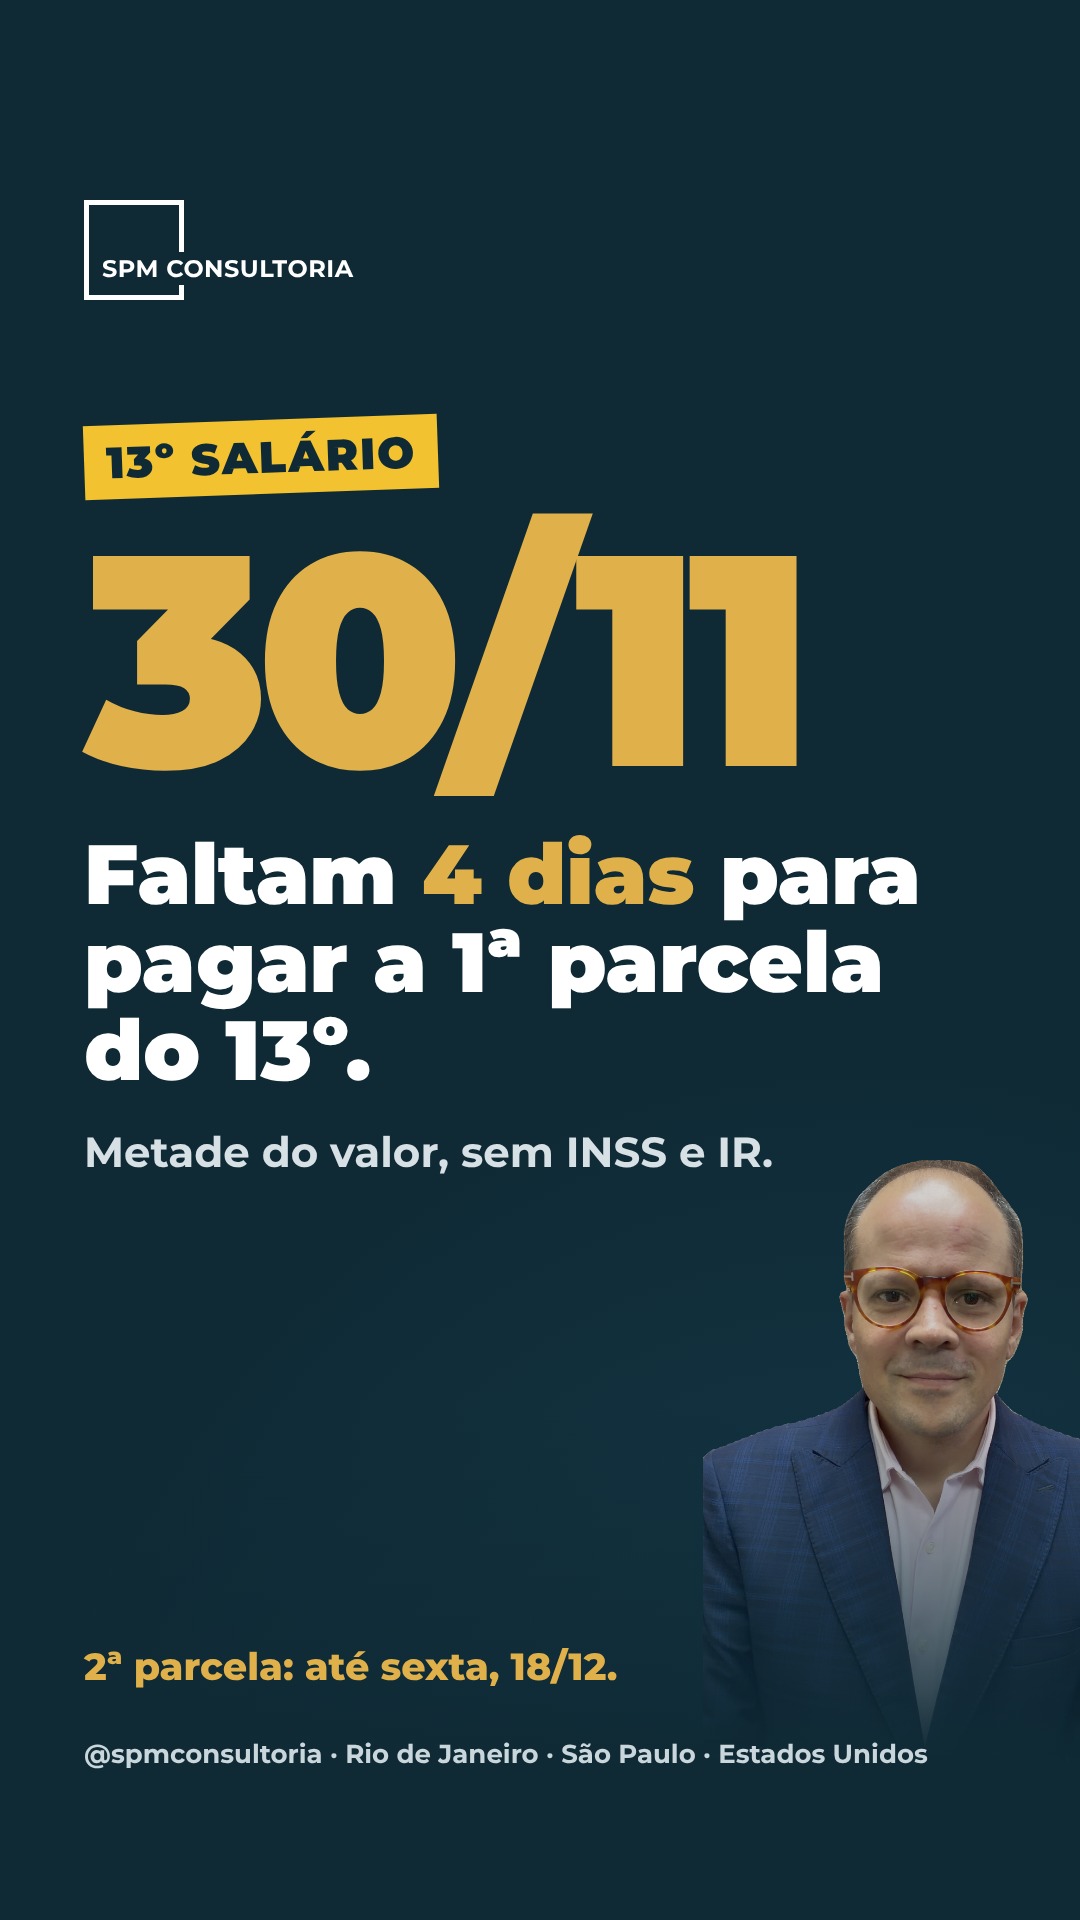 SPM CONSULTORIA
13º SALÁRIO
30/11
Faltam 4 dias para
pagar a 1ª parcela
do 13º.
Metade do valor, sem INSS e IR.
2ª parcela: até sexta, 18/12.
@spmconsultoria · Rio de Janeiro · São Paulo · Estados Unidos